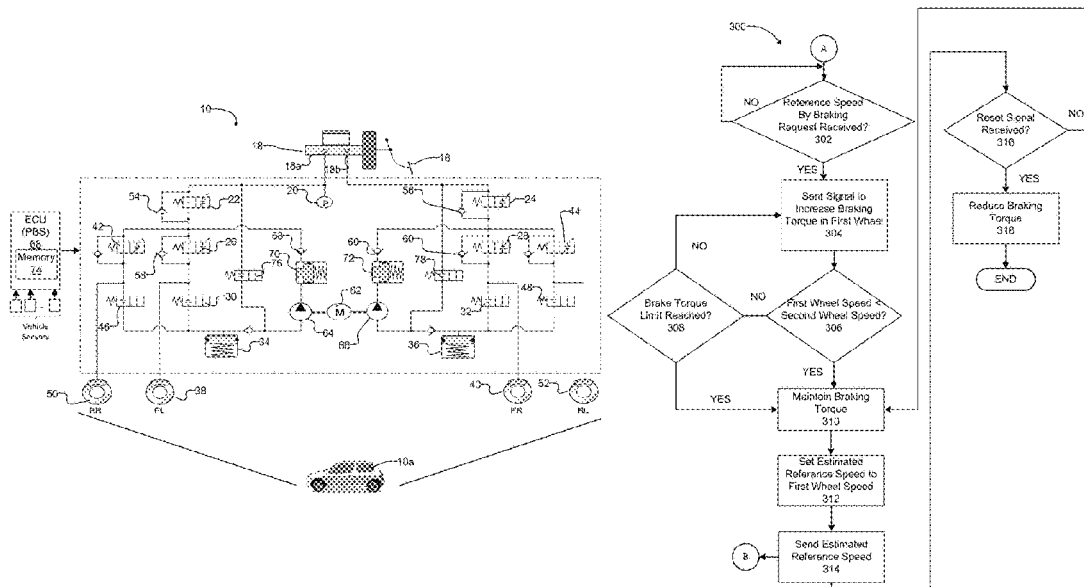 10
18
18a
18b
16
54
22
20
P
56
24
ECU
(PBS)
Memory
74
Vehicle
Sensors
42
58
26
68
70
76
60
72
60
78
28
44
46
30
62
M
64
66
32
48
34
36
50
RR
38
FL
40
FR
52
RL
10a
300
A
NO
Reference Speed
By Braking
Request Received?
302
YES
Sent Signal to
Increase Braking
Torque in First Wheel
304
NO
Brake Torque
Limit Reached?
308
NO
First Wheel Speed <
Second Wheel Speed?
306
YES
YES
Maintain Braking
Torque
310
Set Estimated
Reference Speed to
First Wheel Speed
312
B
Send Estimated
Reference Speed
314
NO
Reset Signal
Received?
316
YES
Reduce Braking
Torque
318
END